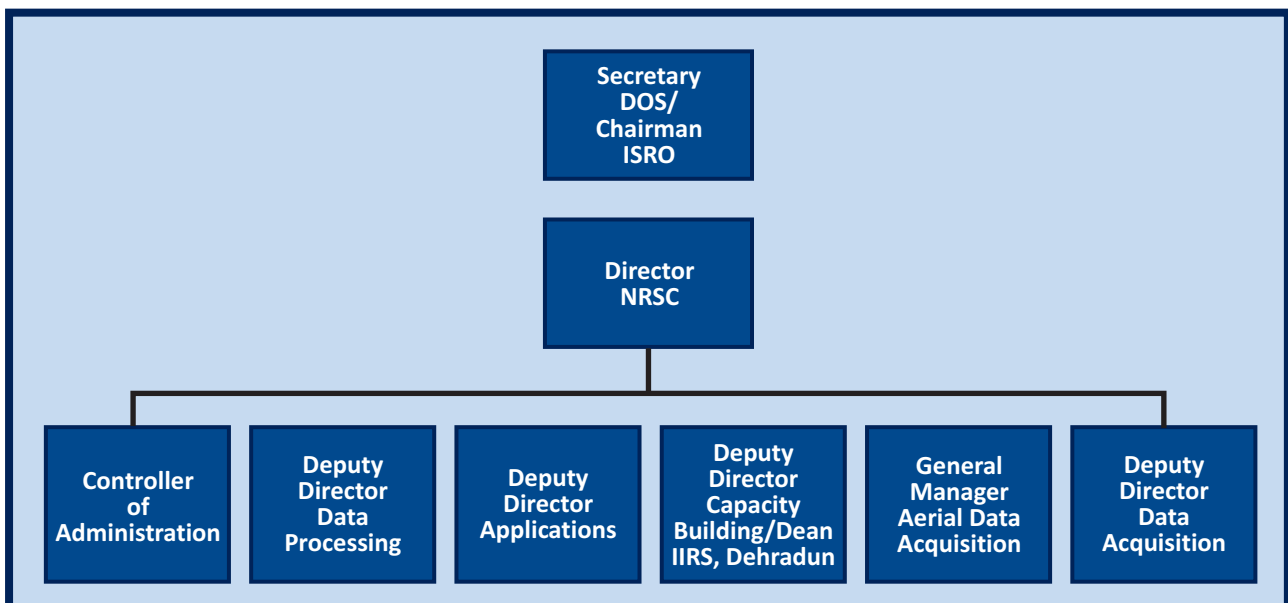 Secretary
DOS/
Chairman
ISRO
Director
NRSC
Controller
of
Administration
Deputy
Director
Data
Processing
Deputy
Director
Applications
Deputy
Director
Capacity
Building/Dean
IIRS, Dehradun
General
Manager
Aerial Data
Acquisition
Deputy
Director
Data
Acquisition